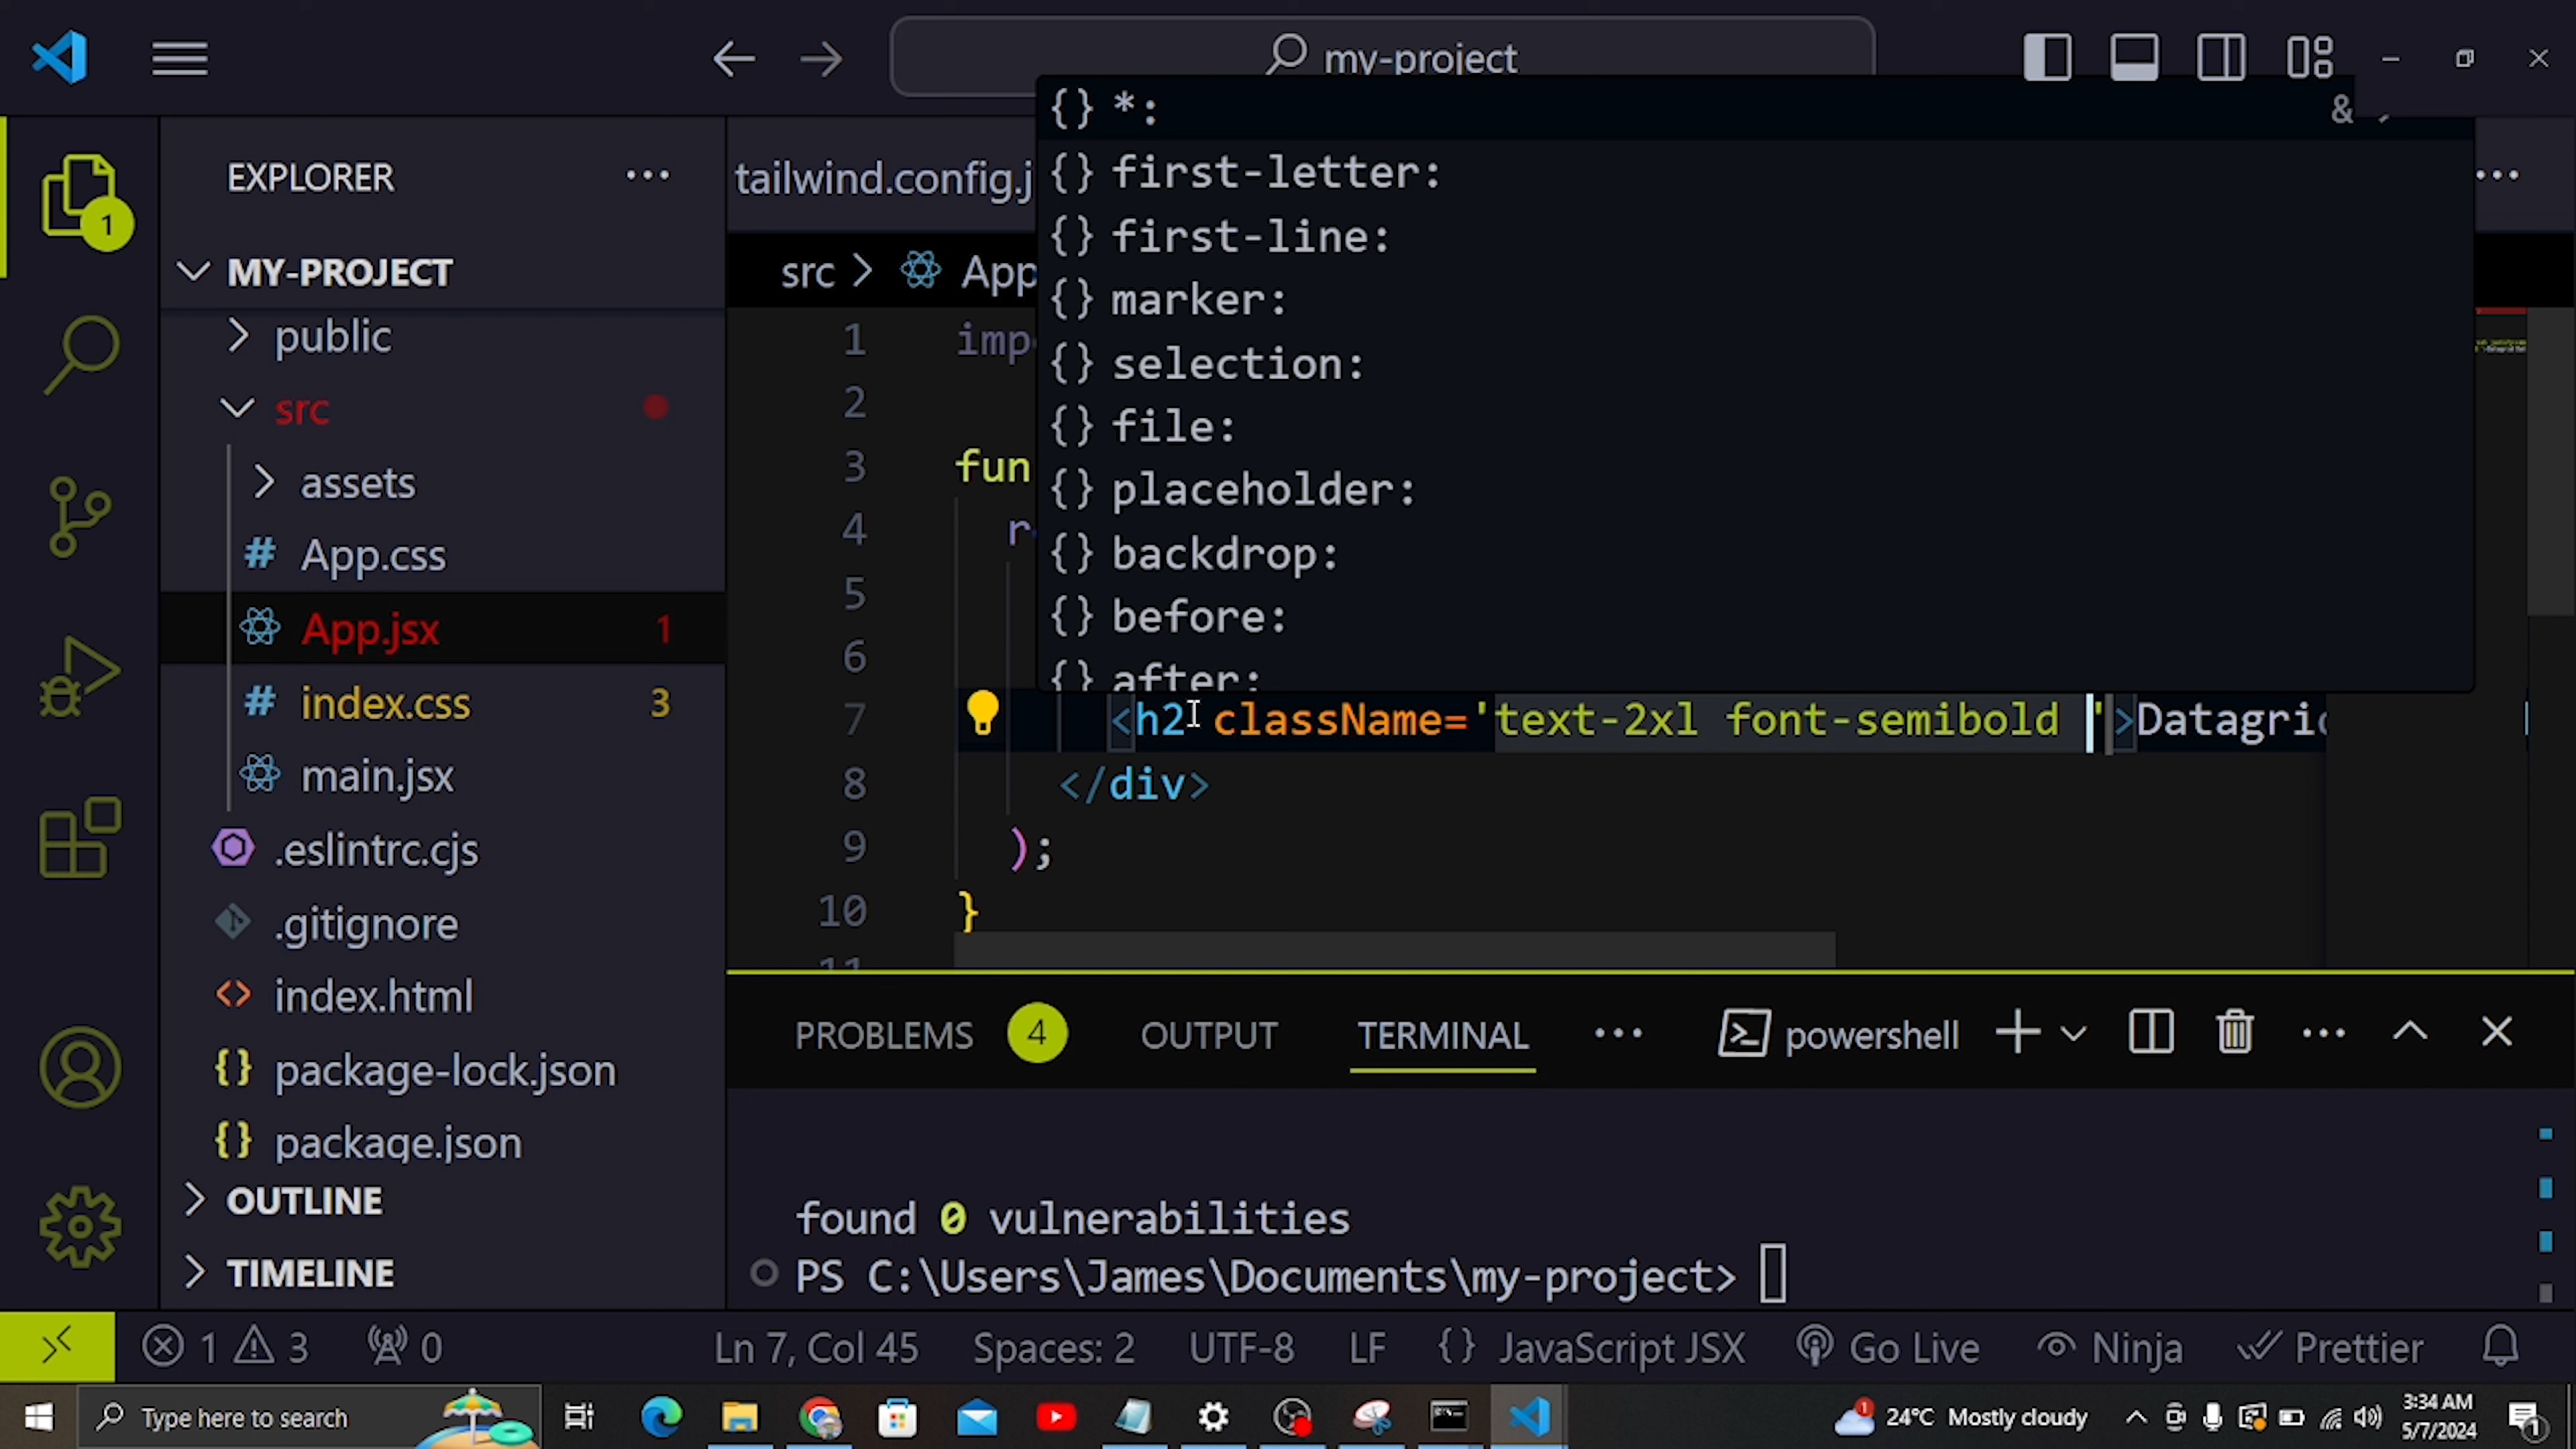 my-project
EXPLORER
MY-PROJECT
public
src
assets
# App.css
App.jsx 1
# index.css 3
main.jsx
.eslintrc.cjs
.gitignore
<> index.html
{} package-lock.json
{} package.json
OUTLINE
TIMELINE
1
tailwind.config.j
src > App
{} *: &
{} first-letter:
{} first-line:
{} marker:
{} selection:
{} file:
{} placeholder:
{} backdrop:
{} before:
{} after:
1 imp
2
3 fun
4 r
5
6
7 <h2 className='text-2xl font-semibold '>Datagri
8 </div>
9 );
10 }
11
PROBLEMS 4 OUTPUT TERMINAL ... powershell
found 0 vulnerabilities
PS C:\Users\James\Documents\my-project>
1 3 0 Ln 7, Col 45 Spaces: 2 UTF-8 LF {} JavaScript JSX Go Live Ninja Prettier
Type here to search 1 24°C Mostly cloudy 3:34 AM
5/7/2024
1